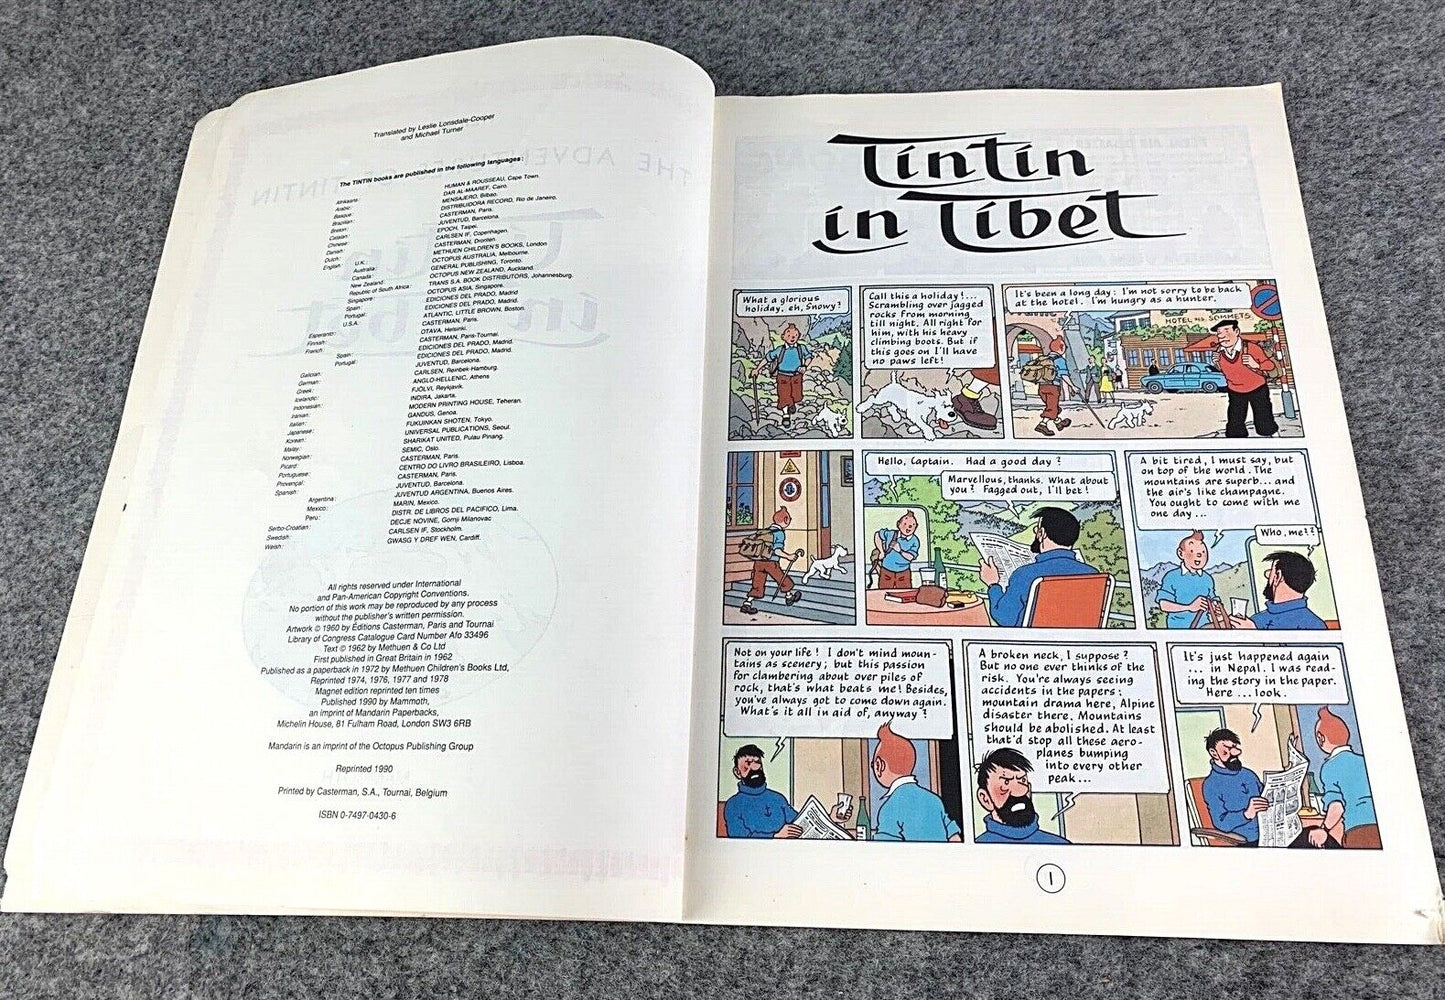 Translated by Leslie Lonsdale-Cooper
and Michael Turner
The TINTIN books are published in the following languages:
Afrikaans: HUMAN & ROUSSEAU, Cape Town.
Arabic: DAR AL-MAAREF, Cairo.
Basque: MENSAJERO, Bilbao.
Brazilian: DISTRIBUIDORA RECORD, Rio de Janeiro.
Breton: CASTERMAN, Paris.
Catalan: JUVENTUD, Barcelona.
Chinese: EPOCH, Taipei.
Danish: CARLSEN IF, Copenhagen.
Dutch: CASTERMAN, Dronten
English: U.K.: METHUEN CHILDREN'S BOOKS, London
Australia: OCTOPUS AUSTRALIA, Melbourne.
Canada: GENERAL PUBLISHING, Toronto.
New Zealand: OCTOPUS NEW ZEALAND, Auckland.
Republic of South Africa: TRANS S.A. BOOK DISTRIBUTORS, Johannesburg.
Singapore: OCTOPUS ASIA, Singapore.
Spain: EDICIONES DEL PRADO, Madrid
Portugal: EDICIONES DEL PRADO, Madrid.
U.S.A.: ATLANTIC, LITTLE BROWN, Boston.
Esperanto: CASTERMAN, Paris.
Finnish: OTAVA, Helsinki.
French: CASTERMAN, Paris-Tournai.
Spain: EDICIONES DEL PRADO, Madrid.
Portugal: EDICIONES DEL PRADO, Madrid.
Galician: JUVENTUD, Barcelona.
German: CARLSEN, Reinbek-Hamburg.
Greek: ANGLO-HELLENIC, Athens
Icelandic: FJÖLVI, Reykjavik.
Indonesian: INDIRA, Jakarta.
Iranian: MODERN PRINTING HOUSE, Teheran.
Italian: GANDUS, Genoa.
Japanese: FUKUINKAN SHOTEN, Tokyo.
Korean: UNIVERSAL PUBLICATIONS, Seoul.
Malay: SHARIKAT UNITED, Pulau Pinang.
Norwegian: SEMIC, Oslo.
Picard: CASTERMAN, Paris.
Portuguese: CENTRO DO LIVRO BRASILEIRO, Lisboa.
Provençal: CASTERMAN, Paris.
Spanish: JUVENTUD, Barcelona.
Argentina: JUVENTUD ARGENTINA, Buenos Aires.
Mexico: MARIN, Mexico.
Peru: DISTR. DE LIBROS DEL PACIFICO, Lima.
Serbo-Croatian: DECJE NOVINE, Gornji Milanovac
Swedish: CARLSEN IF, Stockholm.
Welsh: GWASG Y DREF WEN, Cardiff.
All rights reserved under International
and Pan-American Copyright Conventions.
No portion of this work may be reproduced by any process
without the publisher's written permission.
Artwork © 1960 by Éditions Casterman, Paris and Tournai
Library of Congress Catalogue Card Number Afo 33496
Text © 1962 by Methuen & Co Ltd
First published in Great Britain in 1962
Published as a paperback in 1972 by Methuen Children's Books Ltd,
Reprinted 1974, 1976, 1977 and 1978
Magnet edition reprinted ten times
Published 1990 by Mammoth,
an imprint of Mandarin Paperbacks,
Michelin House, 81 Fulham Road, London SW3 6RB
Mandarin is an imprint of the Octopus Publishing Group
Reprinted 1990
Printed by Casterman, S.A., Tournai, Belgium
ISBN 0-7497-0430-6
Tintin
in Tibet
What a glorious
holiday, eh, Snowy?
Call this a holiday!...
Scrambling over jagged
rocks from morning
till night. All right for
him, with his heavy
climbing boots. But if
this goes on I'll have
no paws left!
It's been a long day: I'm not sorry to be back
at the hotel. I'm hungry as a hunter.
HOTEL DES SOMMETS
Hello, Captain. Had a good day?
Marvellous, thanks. What about
you? Fagged out, I'll bet!
A bit tired, I must say, but
on top of the world. The
mountains are superb... and
the air's like champagne.
You ought to come with me
one day...
Who, me??
Not on your life! I don't mind moun-
tains as scenery; but this passion
for clambering about over piles of
rock, that's what beats me! Besides,
you've always got to come down again.
What's it all in aid of, anyway?
A broken neck, I suppose?
But no one ever thinks of the
risk. You're always seeing
accidents in the papers:
mountain drama here, Alpine
disaster there. Mountains
should be abolished. At least
that'd stop all these aero-
planes bumping
into every other
peak...
It's just happened again
... in Nepal. I was read-
ing the story in the paper.
Here ... look.
1